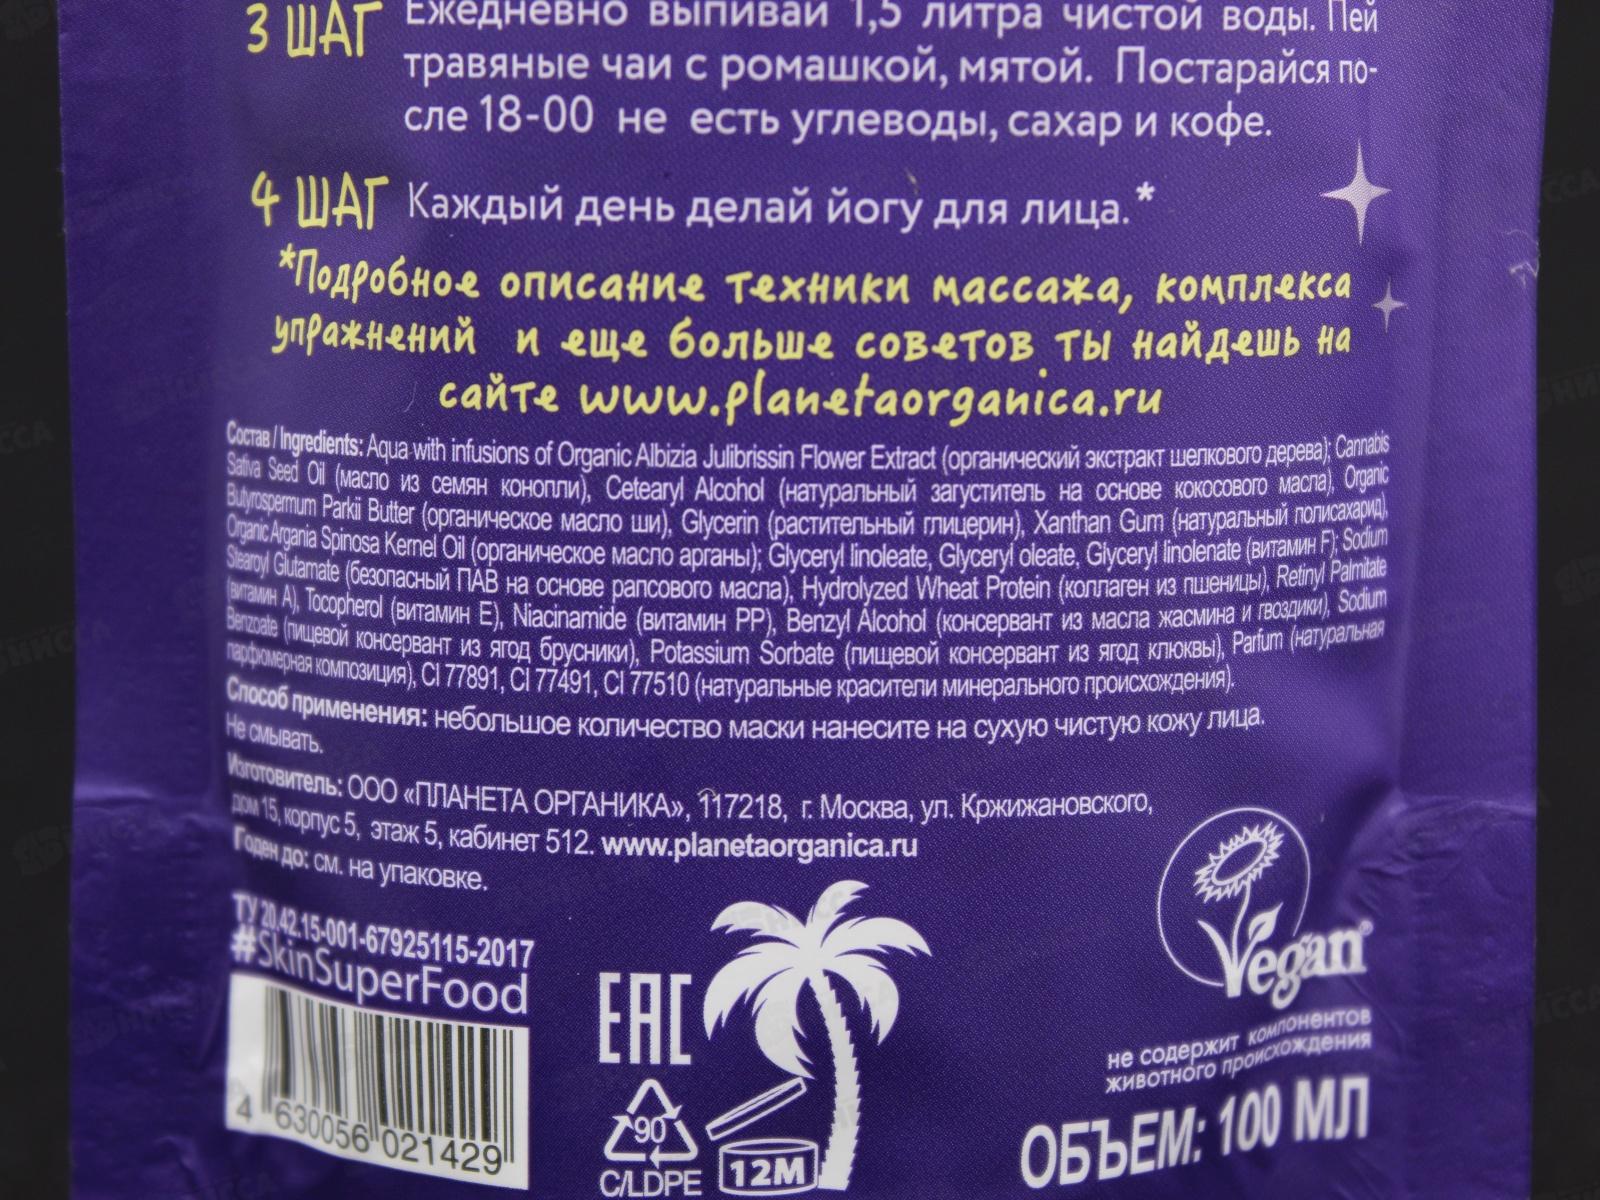 3 ШАГ Ежедневно выпивай 1,5 литра чистой воды. Пей
травяные чаи с ромашкой, мятой. Постарайся по-
сле 18-00 не есть углеводы, сахар и кофе.
4 ШАГ Каждый день делай йогу для лица.*
*Подробное описание техники массажа, комплекса
упражнений и еще больше советов ты найдешь на
сайте www.planetaorganica.ru
Состав / Ingredients: Aqua with infusions of Organic Albizia Julibrissin Flower Extract (органический экстракт шелкового дерева); Cannabis
Sativa Seed Oil (масло из семян конопли), Cetearyl Alcohol (натуральный загуститель на основе кокосового масла), Organic
Butyrospermum Parkii Butter (органическое масло ши), Glycerin (растительный глицерин), Xanthan Gum (натуральный полисахарид),
Organic Argania Spinosa Kernel Oil (органическое масло арганы); Glyceryl linoleate, Glyceryl oleate, Glyceryl linolenate (витамин F); Sodium
Stearoyl Glutamate (безопасный ПАВ на основе рапсового масла), Hydrolyzed Wheat Protein (коллаген из пшеницы), Retinyl Palmitate
(витамин А), Tocopherol (витамин Е), Niacinamide (витамин РР), Benzyl Alcohol (консервант из масла жасмина и гвоздики), Sodium
Benzoate (пищевой консервант из ягод брусники), Potassium Sorbate (пищевой консервант из ягод клюквы), Parfum (натуральная
парфюмерная композиция), CI 77891, CI 77491, CI 77510 (натуральные красители минерального происхождения).
Способ применения: небольшое количество маски нанесите на сухую чистую кожу лица.
Не смывать.
Изготовитель: ООО «ПЛАНЕТА ОРГАНИКА», 117218, г. Москва, ул. Кржижановского,
дом 15, корпус 5, этаж 5, кабинет 512. www.planetaorganica.ru
Годен до: см. на упаковке.
ТУ 20.42.15-001-67925115-2017
#SkinSuperFood
4 630056 021429
EAC
90
C/LDPE
12M
Vegan
не содержит компонентов
животного происхождения
ОБЪЕМ: 100 МЛ